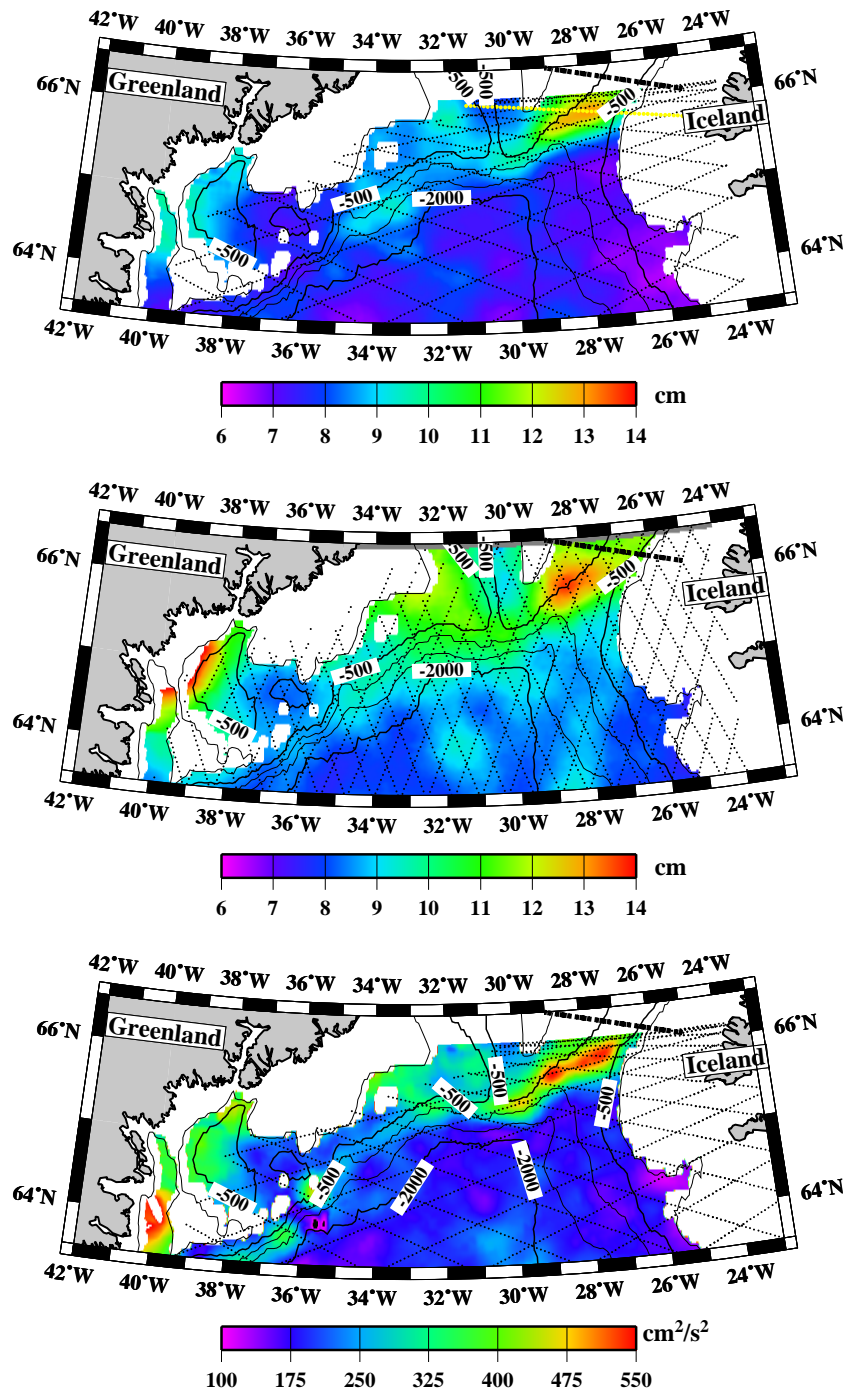 42°W 40°W 38°W 36°W 34°W 32°W 30°W 28°W 26°W 24°W
66°N Greenland -500 -500 -500 66°N
Iceland
-500 -2000
64°N -500 64°N
42°W 40°W 38°W 36°W 34°W 32°W 30°W 28°W 26°W 24°W
cm
6 7 8 9 10 11 12 13 14
42°W 40°W 38°W 36°W 34°W 32°W 30°W 28°W 26°W 24°W
66°N Greenland -500 -500 -500 66°N
Iceland
-500 -2000
64°N -500 64°N
42°W 40°W 38°W 36°W 34°W 32°W 30°W 28°W 26°W 24°W
cm
6 7 8 9 10 11 12 13 14
42°W 40°W 38°W 36°W 34°W 32°W 30°W 28°W 26°W 24°W
66°N Greenland 66°N
Iceland
-500 -500 -500
-500 -500 -2000 -2000
64°N 64°N
42°W 40°W 38°W 36°W 34°W 32°W 30°W 28°W 26°W 24°W
cm²/s²
100 175 250 325 400 475 550